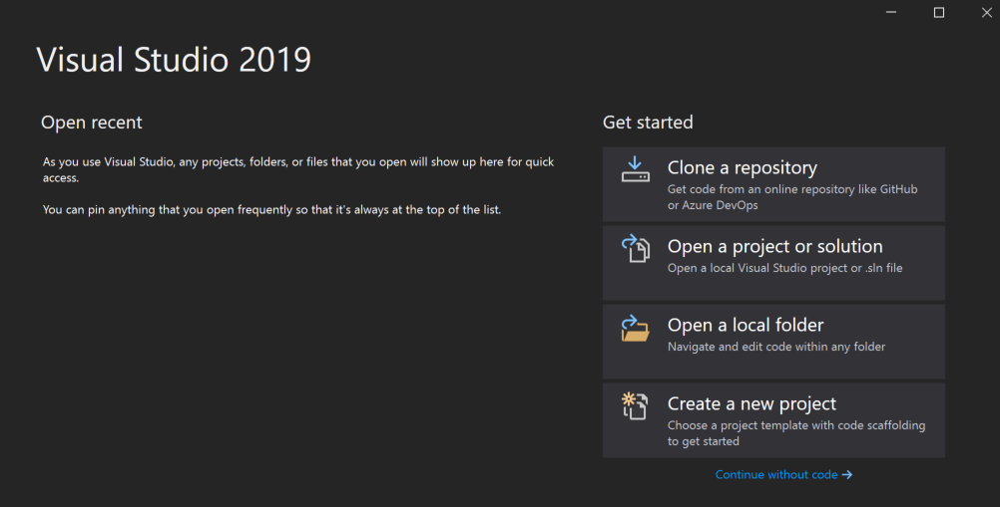 Visual Studio 2019
Open recent
As you use Visual Studio, any projects, folders, or files that you open will show up here for quick
access.
You can pin anything that you open frequently so that it's always at the top of the list.
Get started
Clone a repository
Get code from an online repository like GitHub
or Azure DevOps
Open a project or solution
Open a local Visual Studio project or .sln file
Open a local folder
Navigate and edit code within any folder
Create a new project
Choose a project template with code scaffolding
to get started
Continue without code →